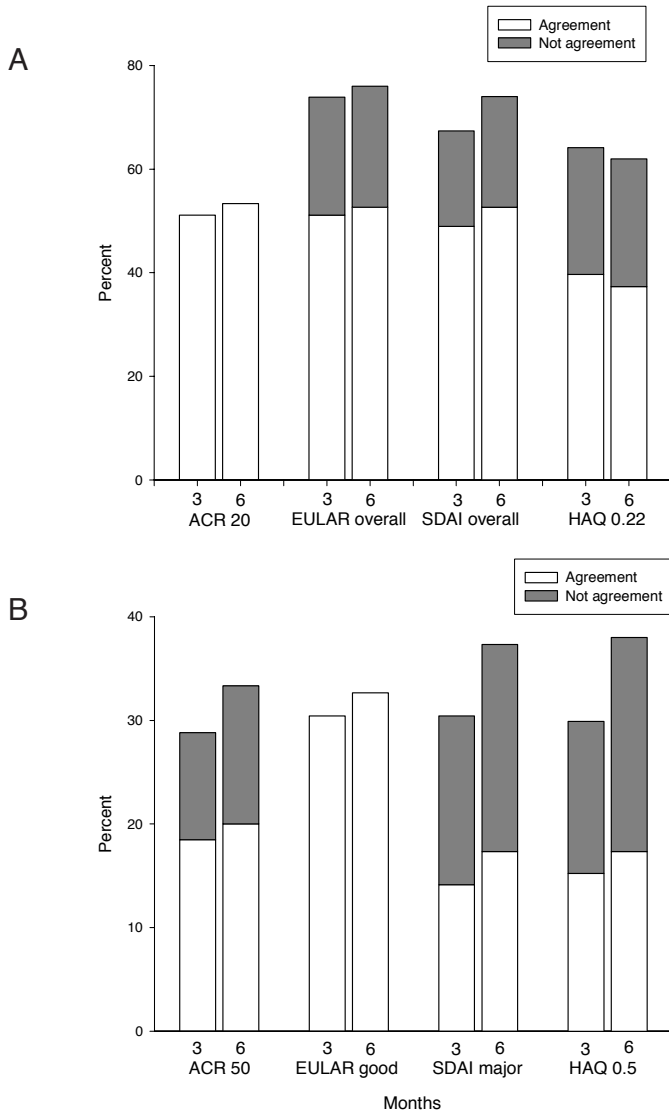 A
Agreement
Not agreement
80
60
40
20
0
Percent
3 6 3 6 3 6 3 6
ACR 20 EULAR overall SDAI overall HAQ 0.22
B
Agreement
Not agreement
40
30
20
10
0
Percent
3 6 3 6 3 6 3 6
ACR 50 EULAR good SDAI major HAQ 0.5
Months